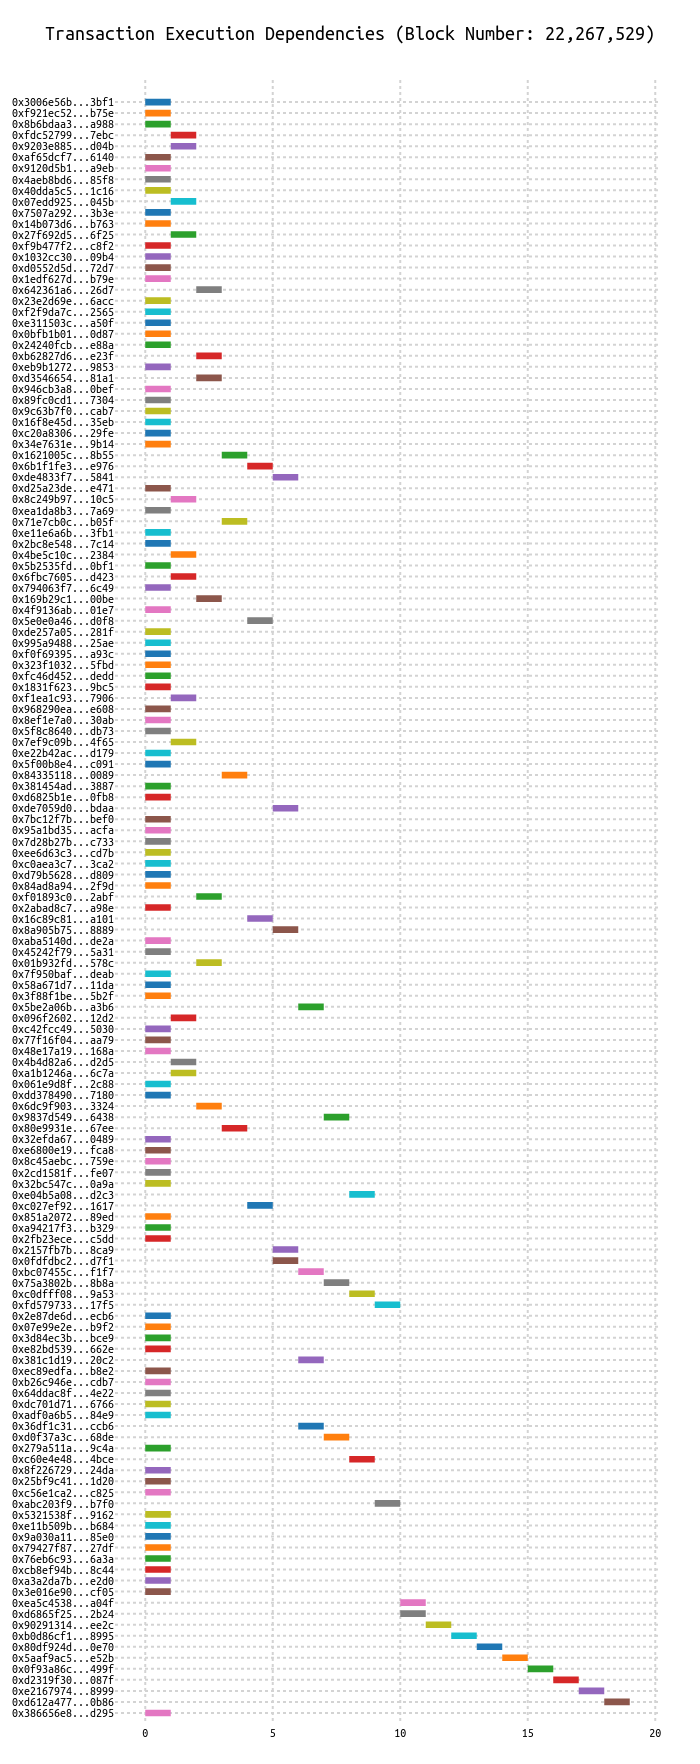 Transaction Execution Dependencies (Block Number: 22,267,529)
0x3006e56b...3bf1
0xf921ec52...b75e
0x8b6bdaa3...a988
0xfdc52799...7ebc
0x9203e885...d04b
0xaf65dcf7...6140
0x9120d5b1...a9eb
0x4aeb8bd6...85f8
0x40dda5c5...1c16
0x07edd925...045b
0x7507a292...3b3e
0x14b073d6...b763
0x27f692d5...6f25
0xf9b477f2...c8f2
0x1032cc30...09b4
0xd0552d5d...72d7
0x1edf627d...b79e
0x642361a6...26d7
0x23e2d69e...6acc
0xf2f9da7c...2565
0xe311503c...a50f
0x0bfb1b01...0d87
0x24240fcb...e88a
0xb62827d6...e23f
0xeb9b1272...9853
0xd3546654...81a1
0x946cb3a8...0bef
0x89fc0cd1...7304
0x9c63b7f0...cab7
0x16f8e45d...35eb
0xc20a8306...29fe
0x34e7631e...9b14
0x1621005c...8b55
0x6b1f1fe3...e976
0xde4833f7...5841
0xd25a23de...e471
0x8c249b97...10c5
0xea1da8b3...7a69
0x71e7cb0c...b05f
0xe11e6a6b...3fb1
0x2bc8e548...7c14
0x4be5c10c...2384
0x5b2535fd...0bf1
0x6fbc7605...d423
0x794063f7...6c49
0x169b29c1...00be
0x4f9136ab...01e7
0x5e0e0a46...d0f8
0xde257a05...281f
0x995a9488...25ae
0xf0f69395...a93c
0x323f1032...5fbd
0xfc46d452...dedd
0x1831f623...9bc5
0xf1ea1c93...7906
0x968290ea...e608
0x8ef1e7a0...30ab
0x5f8c8640...db73
0x7ef9c09b...4f65
0xe22b42ac...d179
0x5f00b8e4...c091
0x84335118...0089
0x381454ad...3887
0xd6825b1e...0fb8
0xde7059d0...bdaa
0x7bc12f7b...bef0
0x95a1bd35...acfa
0x7d28b27b...c733
0xee6d63c3...cd7b
0xc0aea3c7...3ca2
0xd79b5628...d809
0x84ad8a94...2f9d
0xf01893c0...2abf
0x2abad8c7...a98e
0x16c89c81...a101
0x8a905b75...8889
0xaba5140d...de2a
0x45242f79...5a31
0x01b932fd...578c
0x7f950baf...deab
0x58a671d7...11da
0x3f88f1be...5b2f
0x5be2a06b...a3b6
0x096f2602...12d2
0xc42fcc49...5030
0x77f16f04...aa79
0x48e17a19...168a
0x4b4d82a6...d2d5
0xa1b1246a...6c7a
0x061e9d8f...2c88
0xdd378490...7180
0x6dc9f903...3324
0x9837d549...6438
0x80e9931e...67ee
0x32efda67...0489
0xe6800e19...fca8
0x8c45aebc...759e
0x2cd1581f...fe07
0x32bc547c...0a9a
0xe04b5a08...d2c3
0xc027ef92...1617
0x851a2072...89ed
0xa94217f3...b329
0x2fb23ece...c5dd
0x2157fb7b...8ca9
0x0fdfdbc2...d7f1
0xbc07455c...f1f7
0x75a3802b...8b8a
0xc0dfff08...9a53
0xfd579733...17f5
0x2e87de6d...ecb6
0x07e99e2e...b9f2
0x3d84ec3b...bce9
0xe82bd539...662e
0x381c1d19...20c2
0xec89edfa...b8e2
0xb26c946e...cdb7
0x64ddac8f...4e22
0xdc701d71...6766
0xadf0a6b5...84e9
0x36df1c31...ccb6
0xd0f37a3c...68de
0x279a511a...9c4a
0xc60e4e48...4bce
0x8f226729...24da
0x25bf9c41...1d20
0xc56e1ca2...c825
0xabc203f9...b7f0
0x5321538f...9162
0xe11b509b...b684
0x9a030a11...85e0
0x79427f87...27df
0x76eb6c93...6a3a
0xcb8ef94b...8c44
0xa3a2da7b...e2d0
0x3e016e90...cf05
0xea5c4538...a04f
0xd6865f25...2b24
0x90291314...ee2c
0xb0d86cf1...8995
0x80df924d...0e70
0x5aaf9ac5...e52b
0x0f93a86c...499f
0xd2319f30...087f
0xe2167974...8999
0xd612a477...0b86
0x386656e8...d295
0 5 10 15 20